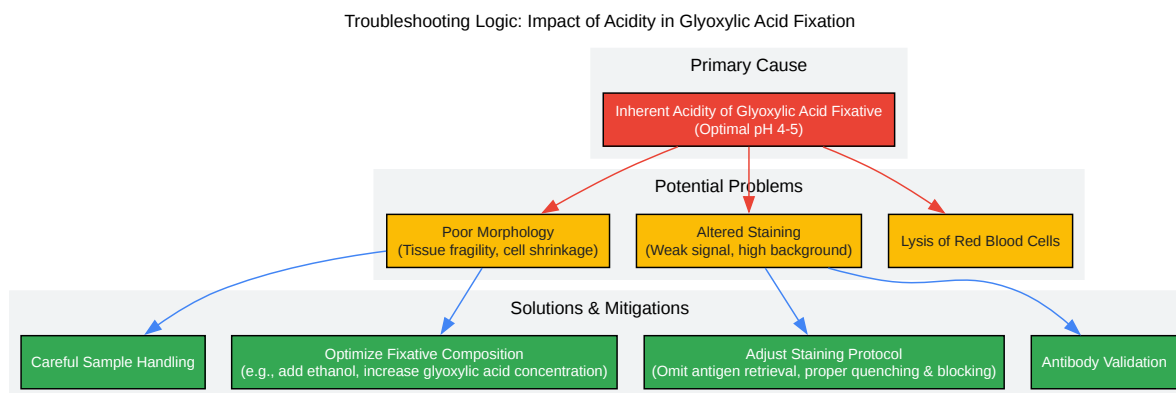 Troubleshooting Logic: Impact of Acidity in Glyoxylic Acid Fixation
Primary Cause
Inherent Acidity of Glyoxylic Acid Fixative
(Optimal pH 4-5)
Potential Problems
Poor Morphology
(Tissue fragility, cell shrinkage)
Altered Staining
(Weak signal, high background)
Lysis of Red Blood Cells
Solutions & Mitigations
Careful Sample Handling
Optimize Fixative Composition
(e.g., add ethanol, increase glyoxylic acid concentration)
Adjust Staining Protocol
(Omit antigen retrieval, proper quenching & blocking)
Antibody Validation